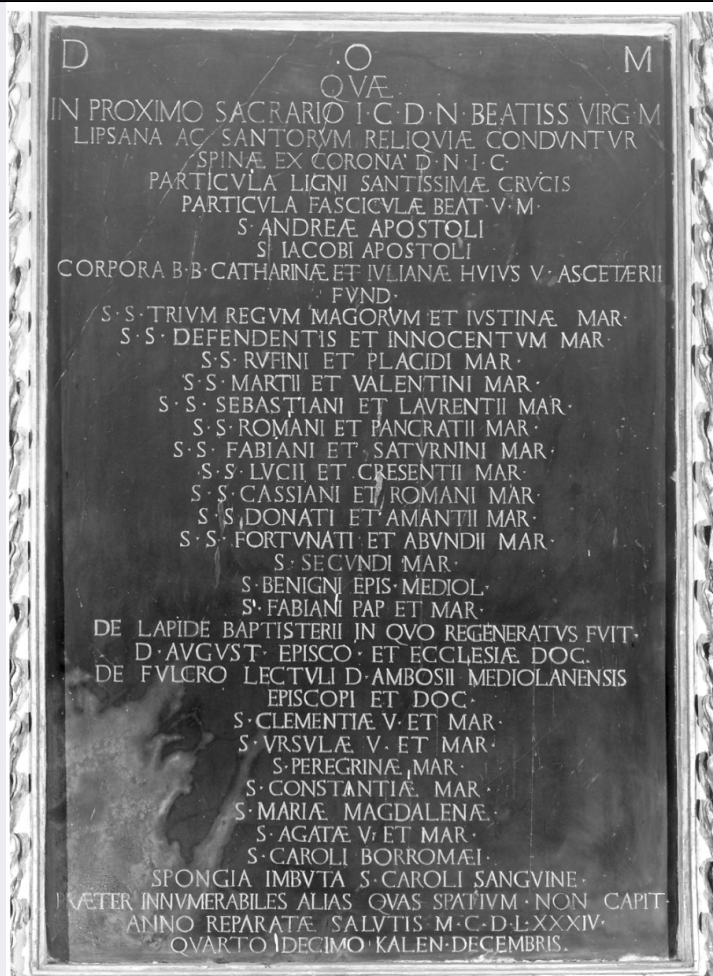 D · O M
QVÆ
IN PROXIMO SACRARIO I·C·D·N·BEATISS VIRG·M
LIPSANA AC SANTORVM RELIQVIÆ CONDVNTVR
SPINÆ EX CORONA D·N·I·C·
PARTICVLA LIGNI SANTISSIMÆ CRVCIS
PARTICVLA FASCICVLÆ BEAT·V·M·
S·ANDREÆ APOSTOLI
S IACOBI APOSTOLI
CORPORA B·B·CATHARINÆ ET IVLIANÆ HVIVS V·ASCETÆRII
FVND·
S·S·TRIVM REGVM MAGORVM ET IVSTINÆ MAR·
S·S·DEFENDENTIS ET INNOCENTVM MAR·
S·S·RVFINI ET PLACIDI MAR·
S·S·MARTII ET VALENTINI MAR·
S·S·SEBASTIANI ET LAVRENTII MAR·
S·S·ROMANI ET PANCRATII MAR·
S·S·FABIANI ET SATVRNINI MAR·
S·S·LVCII ET CRESENTII MAR·
S·S·CASSIANI ET ROMANI MAR·
S·S·DONATI ET AMANTII MAR·
S·S·FORTVNATI ET ABVNDII MAR·
S·SECVNDI MAR·
S·BENIGNI EPIS·MEDIOL·
S·FABIANI PAP ET MAR·
DE LAPIDE BAPTISTERII IN QVO REGENERATVS FVIT·
D·AVGVST·EPISCO·ET ECCLESIÆ DOC.
DE FVLCRO LECTVLI D·AMBOSII MEDIOLANENSIS
EPISCOPI ET DOC·
S·CLEMENTIÆ V·ET MAR·
S·VRSVLÆ V·ET MAR·
S·PEREGRINÆ MAR·
S·CONSTANTIÆ MAR·
S·MARIÆ MAGDALENÆ·
S·AGATÆ V·ET MAR·
S·CAROLI BORROMÆI·
SPONGIA IMBVTA S·CAROLI SANGVINE·
PRÆTER INNVMERABILES ALIAS QVAS SPATIVM·NON CAPIT·
ANNO REPARATÆ SALVTIS M·C·D·L·XXXIV·
QVARTO DECIMO KALEN·DECEMBRIS.